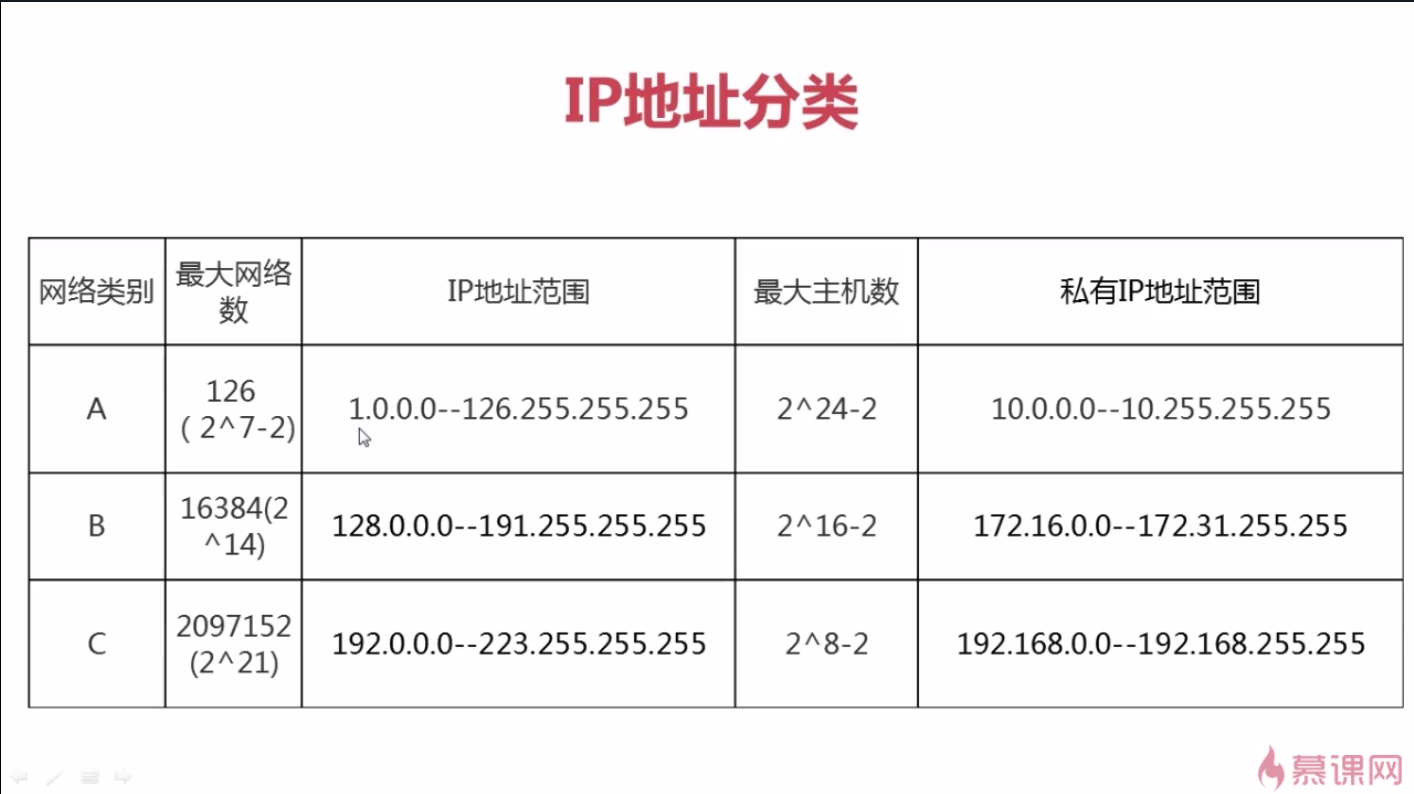 IP地址分类
网络类别
最大网络
数
IP地址范围
最大主机数
私有IP地址范围
A
126
( 2^7-2)
1.0.0.0--126.255.255.255
2^24-2
10.0.0.0--10.255.255.255
B
16384(2
^14)
128.0.0.0--191.255.255.255
2^16-2
172.16.0.0--172.31.255.255
C
2097152
(2^21)
192.0.0.0--223.255.255.255
2^8-2
192.168.0.0--192.168.255.255
慕课网